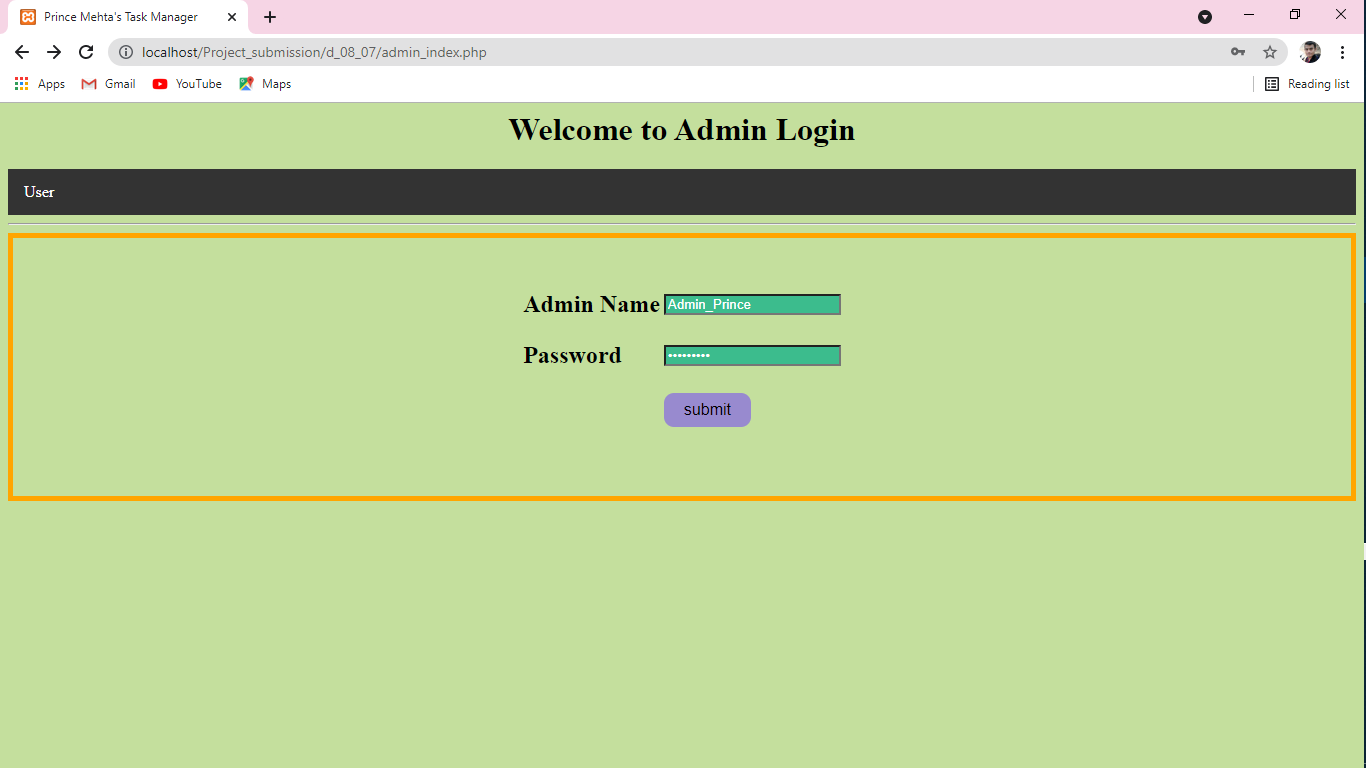 Prince Mehta's Task Manager
localhost/Project_submission/d_08_07/admin_index.php
Apps Gmail YouTube Maps Reading list
Welcome to Admin Login
User
Admin Name Admin_Prince
Password •••••••••
submit